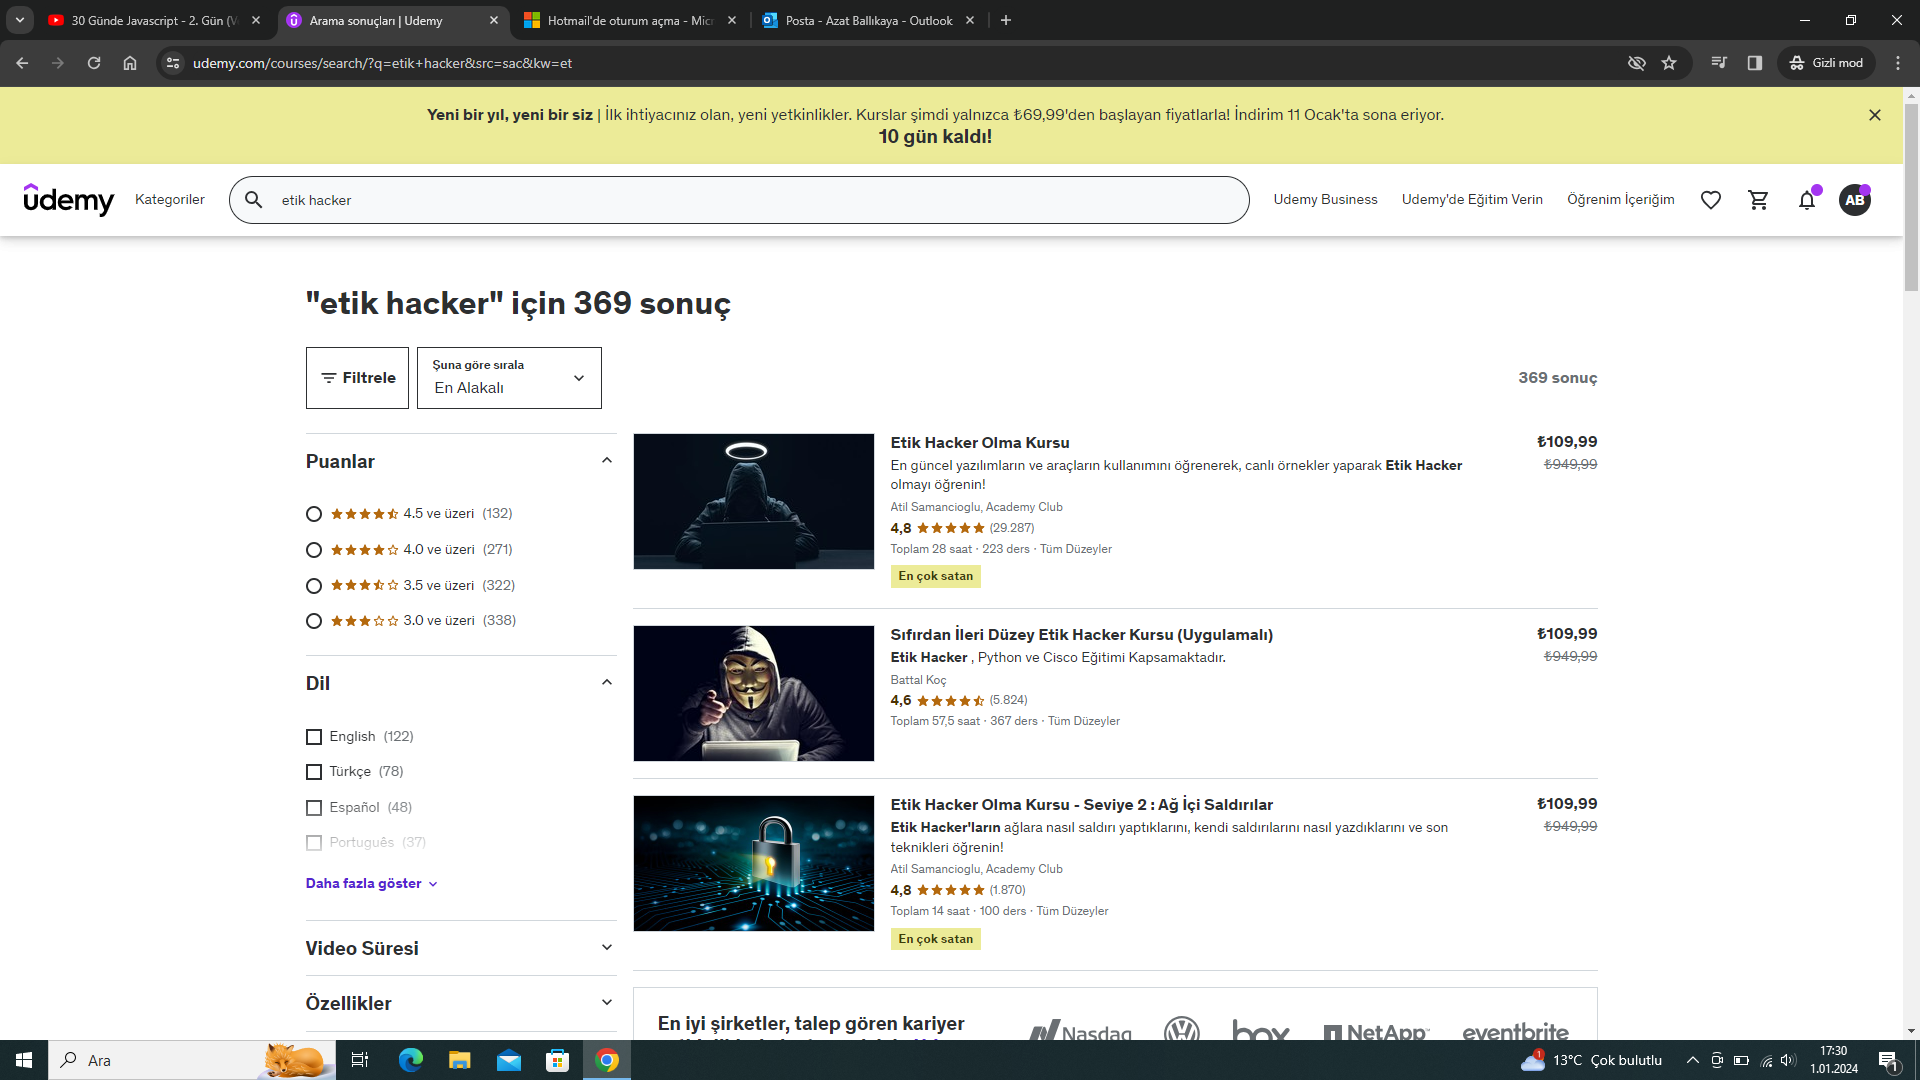 30 Günde Javascript - 2. Gün (V
Arama sonuçları | Udemy
Hotmail'de oturum açma - Micr
Posta - Azat Ballıkaya - Outlook
udemy.com/courses/search/?q=etik+hacker&src=sac&kw=et
Gizli mod
Yeni bir yıl, yeni bir siz | İlk ihtiyacınız olan, yeni yetkinlikler. Kurslar şimdi yalnızca ₺69,99'den başlayan fiyatlarla! İndirim 11 Ocak'ta sona eriyor.
10 gün kaldı!
udemy
Kategoriler
etik hacker
Udemy Business
Udemy'de Eğitim Verin
Öğrenim İçeriğim
AB
"etik hacker" için 369 sonuç
Filtrele
Şuna göre sırala
En Alakalı
369 sonuç
Puanlar
4.5 ve üzeri (132)
4.0 ve üzeri (271)
3.5 ve üzeri (322)
3.0 ve üzeri (338)
Dil
English (122)
Türkçe (78)
Español (48)
Português (37)
Daha fazla göster
Video Süresi
Özellikler
Etik Hacker Olma Kursu
₺109,99
En güncel yazılımların ve araçların kullanımını öğrenerek, canlı örnekler yaparak Etik Hacker
₺949,99
olmayı öğrenin!
Atil Samancioglu, Academy Club
4,8 (29.287)
Toplam 28 saat · 223 ders · Tüm Düzeyler
En çok satan
Sıfırdan İleri Düzey Etik Hacker Kursu (Uygulamalı)
₺109,99
Etik Hacker , Python ve Cisco Eğitimi Kapsamaktadır.
₺949,99
Battal Koç
4,6 (5.824)
Toplam 57,5 saat · 367 ders · Tüm Düzeyler
Etik Hacker Olma Kursu - Seviye 2 : Ağ İçi Saldırılar
₺109,99
Etik Hacker'ların ağlara nasıl saldırı yaptıklarını, kendi saldırılarını nasıl yazdıklarını ve son
₺949,99
teknikleri öğrenin!
Atil Samancioglu, Academy Club
4,8 (1.870)
Toplam 14 saat · 100 ders · Tüm Düzeyler
En çok satan
En iyi şirketler, talep gören kariyer
Nasdaq
box
NetApp
eventbrite
Ara
1
13°C Çok bulutlu
17:30
1.01.2024
1